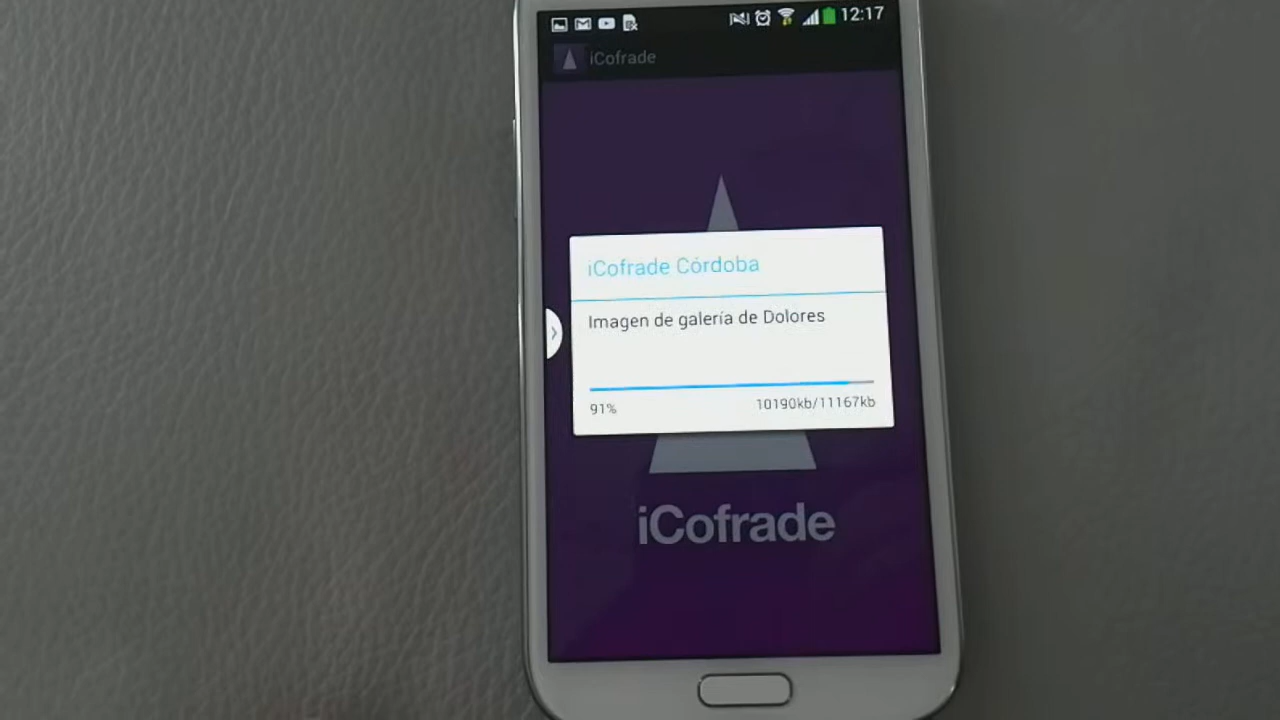 12:17
iCofrade
iCofrade Córdoba
Imagen de galería de Dolores
91%
10190kb/11167kb
iCofrade